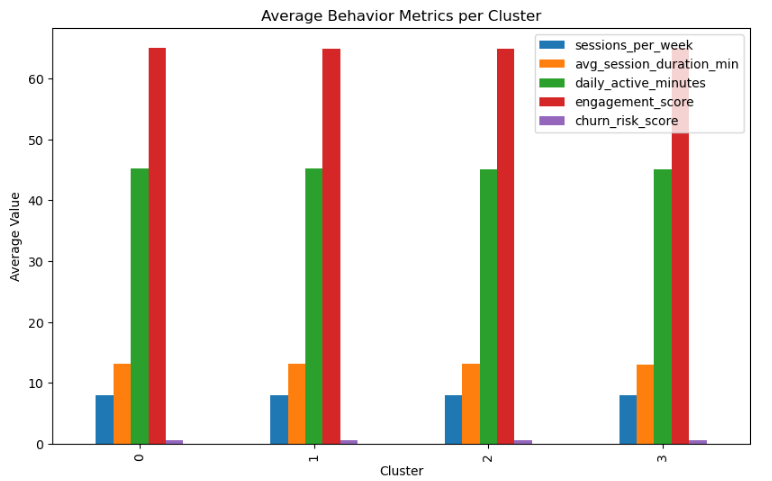 Average Behavior Metrics per Cluster
sessions_per_week
avg_session_duration_min
daily_active_minutes
engagement_score
churn_risk_score
Average Value
60
50
40
30
20
10
0
0
1
2
3
Cluster